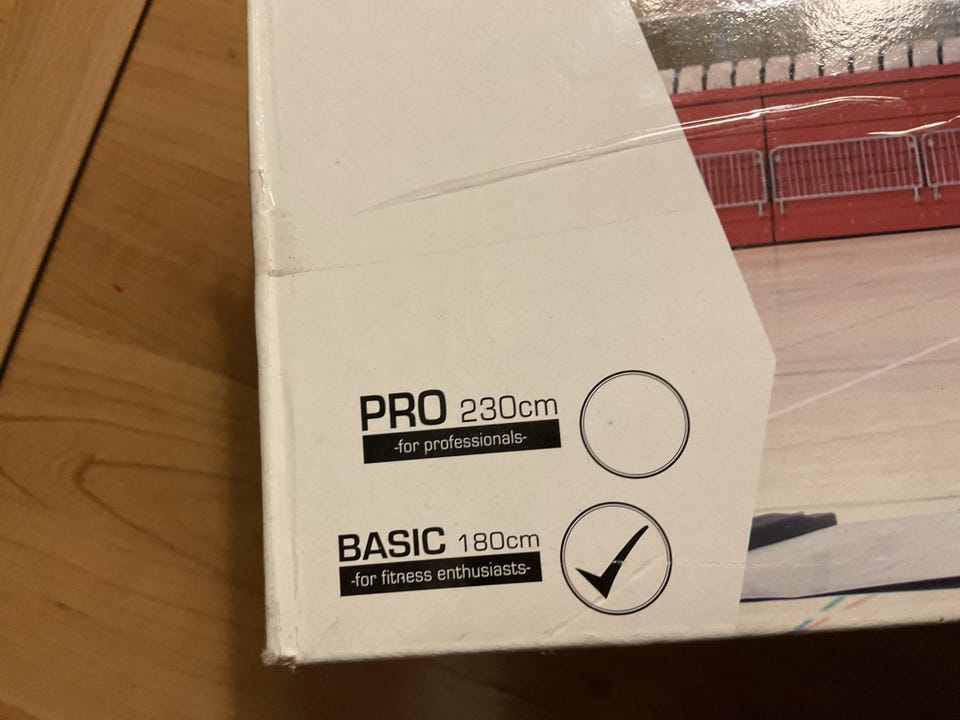 PRO 230cm
-for professionals-
BASIC 180cm
-for fitness enthusiasts-